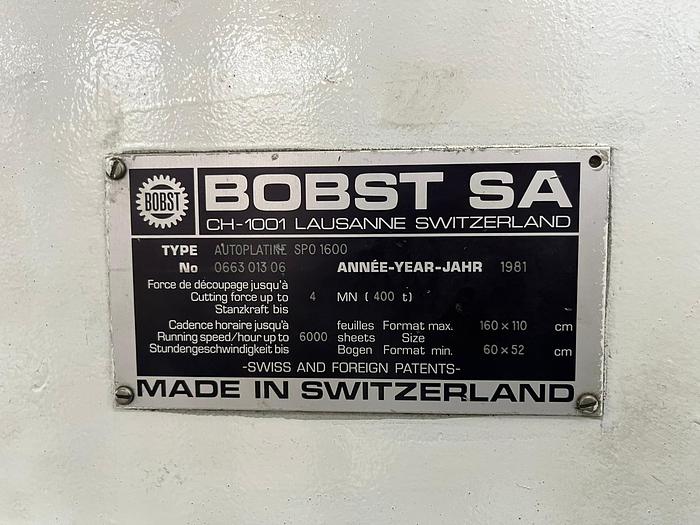 BOBST
BOBST SA
CH-1001 LAUSANNE SWITZERLAND
TYPE AUTOPLATINE SPO 1600
No 0663 013 06 ANNÉE-YEAR-JAHR 1981
Force de découpage jusqu'à
Cutting force up to 4 MN ( 400 t)
Stanzkraft bis
Cadence horaire jusqu'à feuilles Format max. 160 x 110 cm
Running speed/hour up to 6000 sheets Size
Stundengeschwindigkeit bis Bogen Format min. 60 x 52 cm
-SWISS AND FOREIGN PATENTS-
MADE IN SWITZERLAND